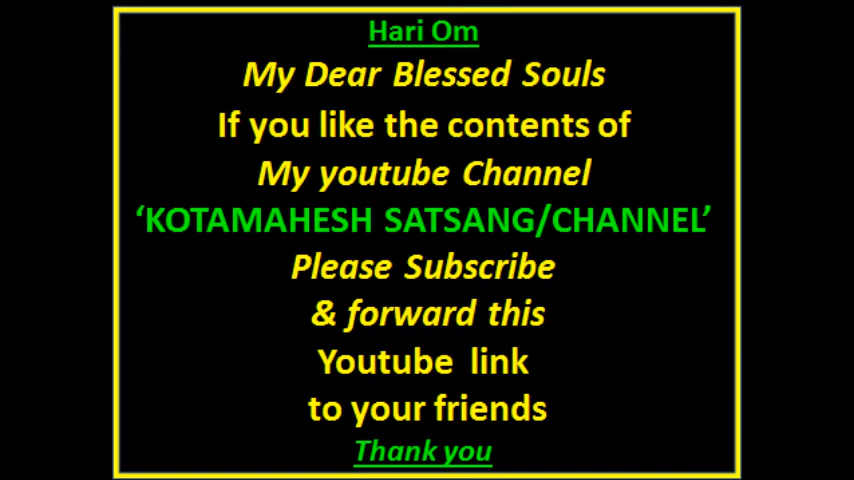 Hari Om
My Dear Blessed Souls
If you like the contents of
My youtube Channel
‘KOTAMAHESH SATSANG/CHANNEL’
Please Subscribe
& forward this
Youtube link
to your friends
Thank you